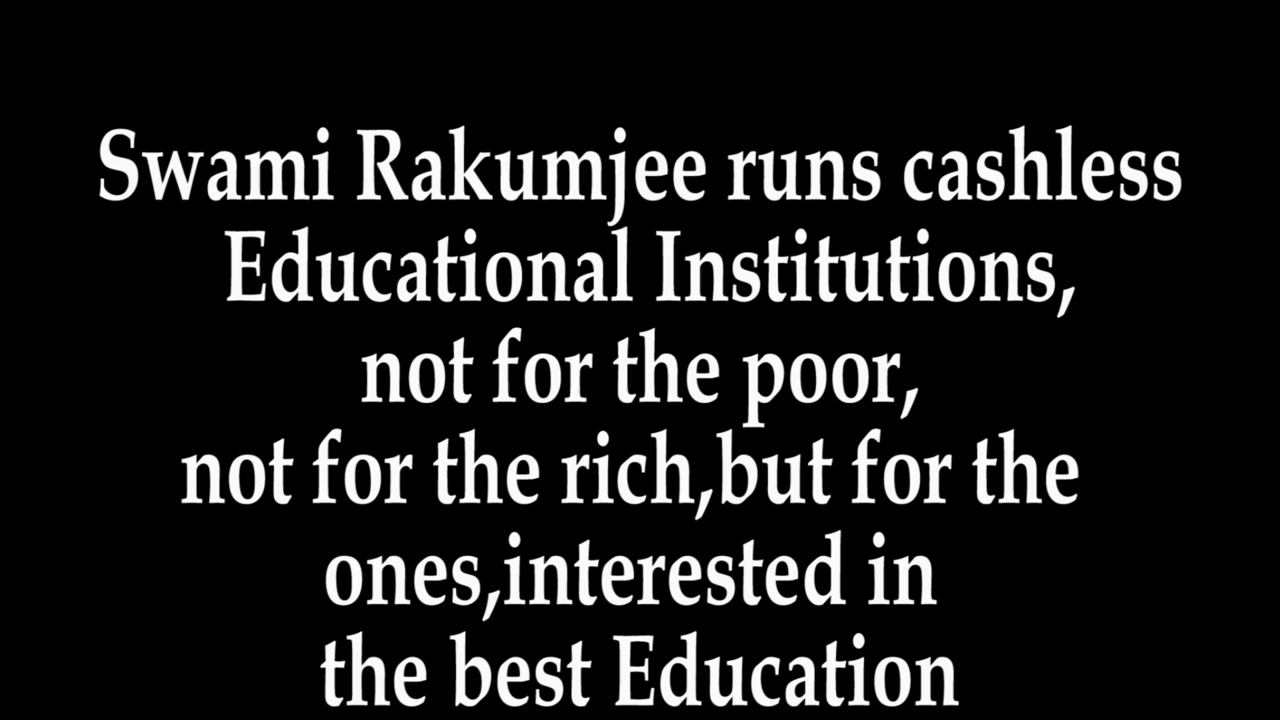 Swami Rakumjee runs cashless
Educational Institutions,
not for the poor,
not for the rich,but for the
ones,interested in
the best Education